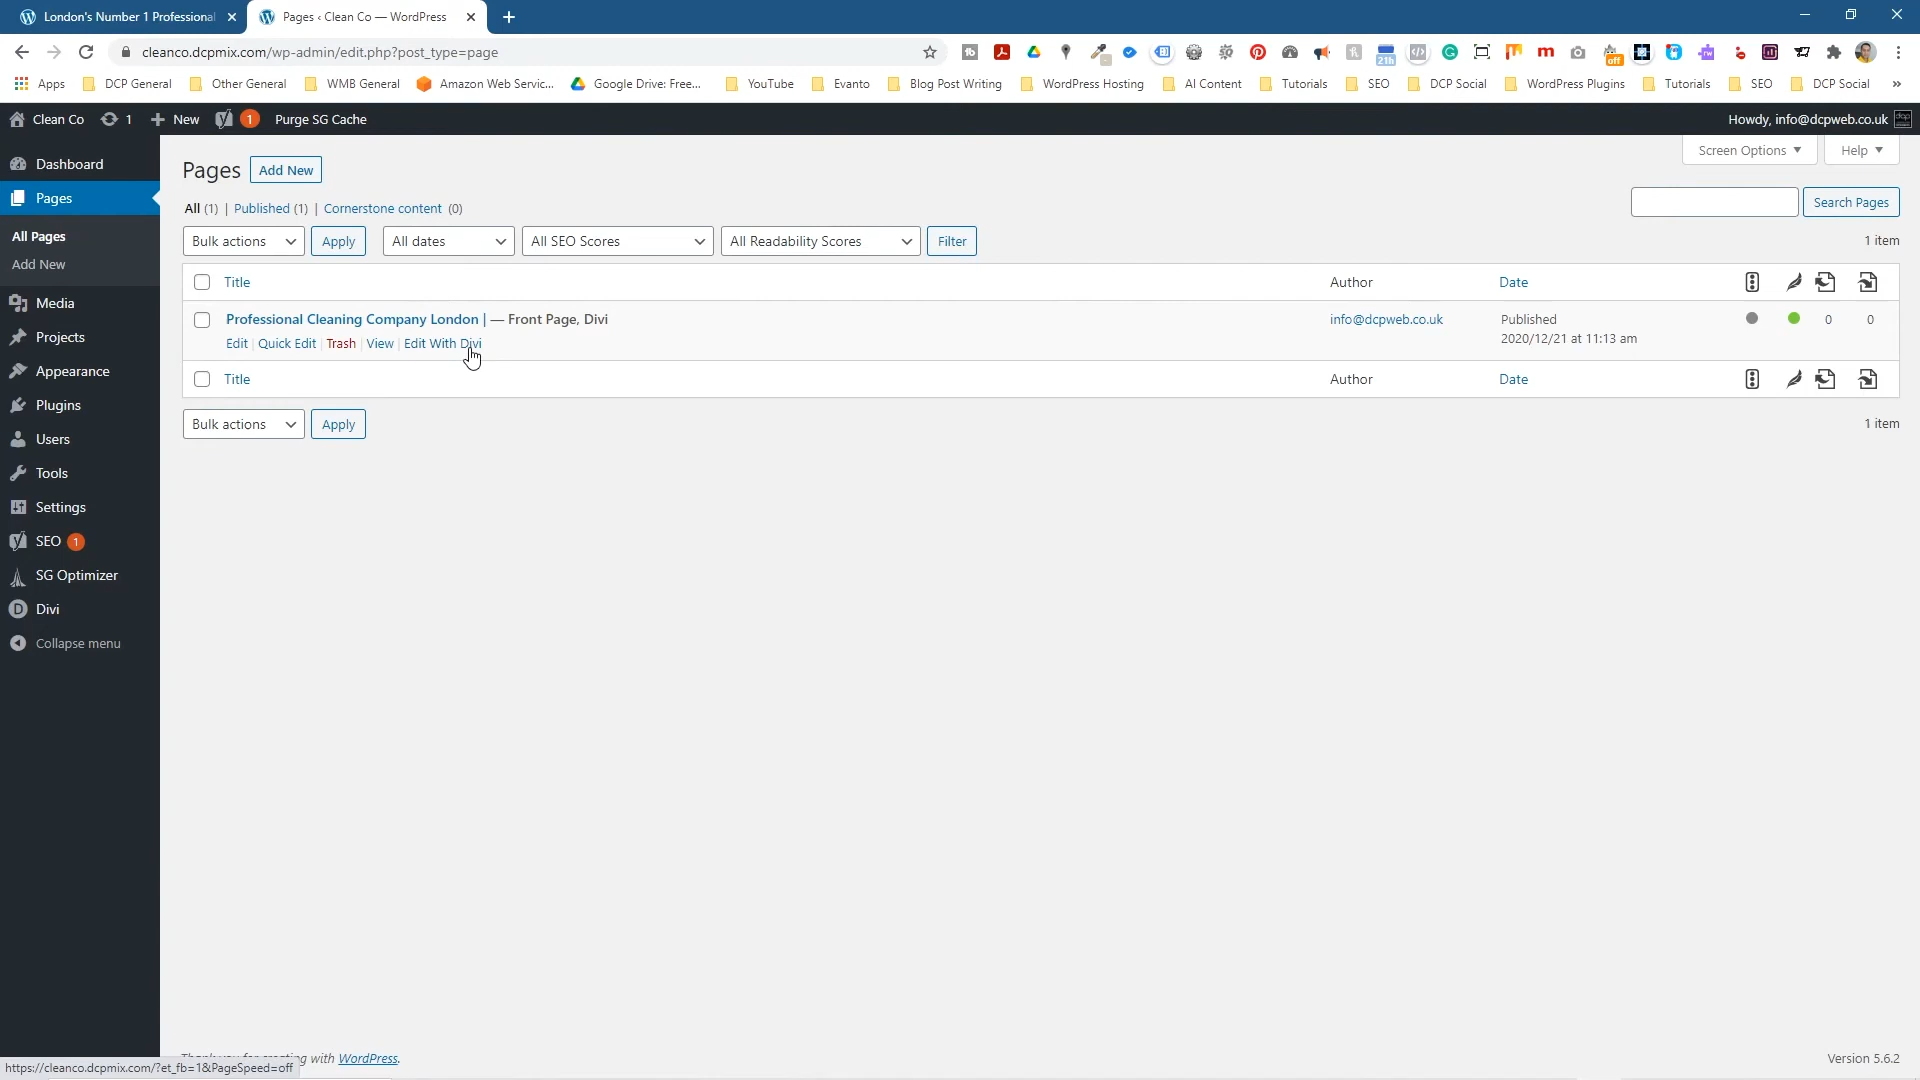 London's Number 1 Professional
Pages ‹ Clean Co — WordPress
cleanco.dcpmix.com/wp-admin/edit.php?post_type=page
21h
off
Apps
DCP General
Other General
WMB General
Amazon Web Servic...
Google Drive: Free...
YouTube
Evanto
Blog Post Writing
WordPress Hosting
AI Content
Tutorials
SEO
DCP Social
WordPress Plugins
Tutorials
SEO
DCP Social
»
Clean Co
1
New
1
Purge SG Cache
Howdy, info@dcpweb.co.uk
Dashboard
Pages
All Pages
Add New
Media
Projects
Appearance
Plugins
Users
Tools
Settings
SEO 1
SG Optimizer
Divi
Collapse menu
Screen Options
Help
Pages
Add New
All (1) | Published (1) | Cornerstone content (0)
Search Pages
Bulk actions
Apply
All dates
All SEO Scores
All Readability Scores
Filter
1 item
Title
Author
Date
Professional Cleaning Company London | — Front Page, Divi
Edit | Quick Edit | Trash | View | Edit With Divi
info@dcpweb.co.uk
Published
2020/12/21 at 11:13 am
0
0
Title
Author
Date
Bulk actions
Apply
1 item
Thank you for creating with WordPress.
Version 5.6.2
https://cleanco.dcpmix.com/?et_fb=1&PageSpeed=off